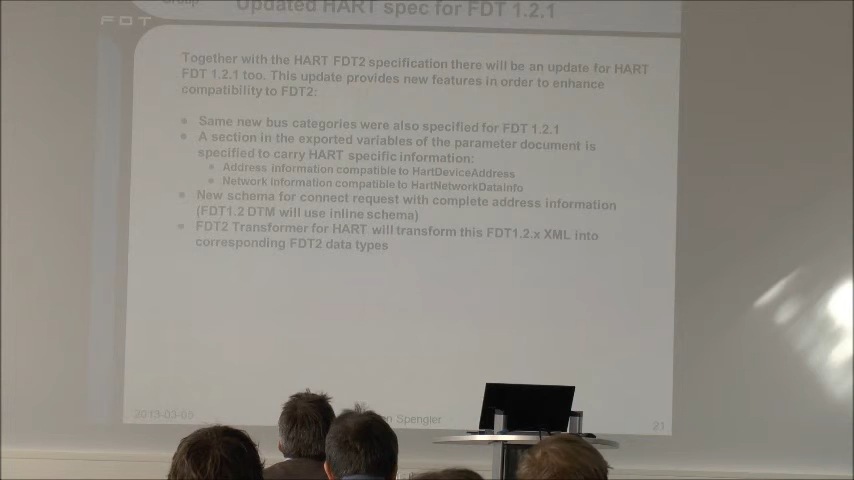 Group
Updated HART spec for FDT 1.2.1
FDT
Together with the HART FDT2 specification there will be an update for HART
FDT 1.2.1 too. This update provides new features in order to enhance
compatibility to FDT2:
• Same new bus categories were also specified for FDT 1.2.1
• A section in the exported variables of the parameter document is
specified to carry HART specific information:
• Address information compatible to HartDeviceAddress
• Network information compatible to HartNetworkDataInfo
• New schema for connect request with complete address information
(FDT1.2 DTM will use inline schema)
• FDT2 Transformer for HART will transform this FDT1.2.x XML into
corresponding FDT2 data types
2013-03-05
Spengler
21